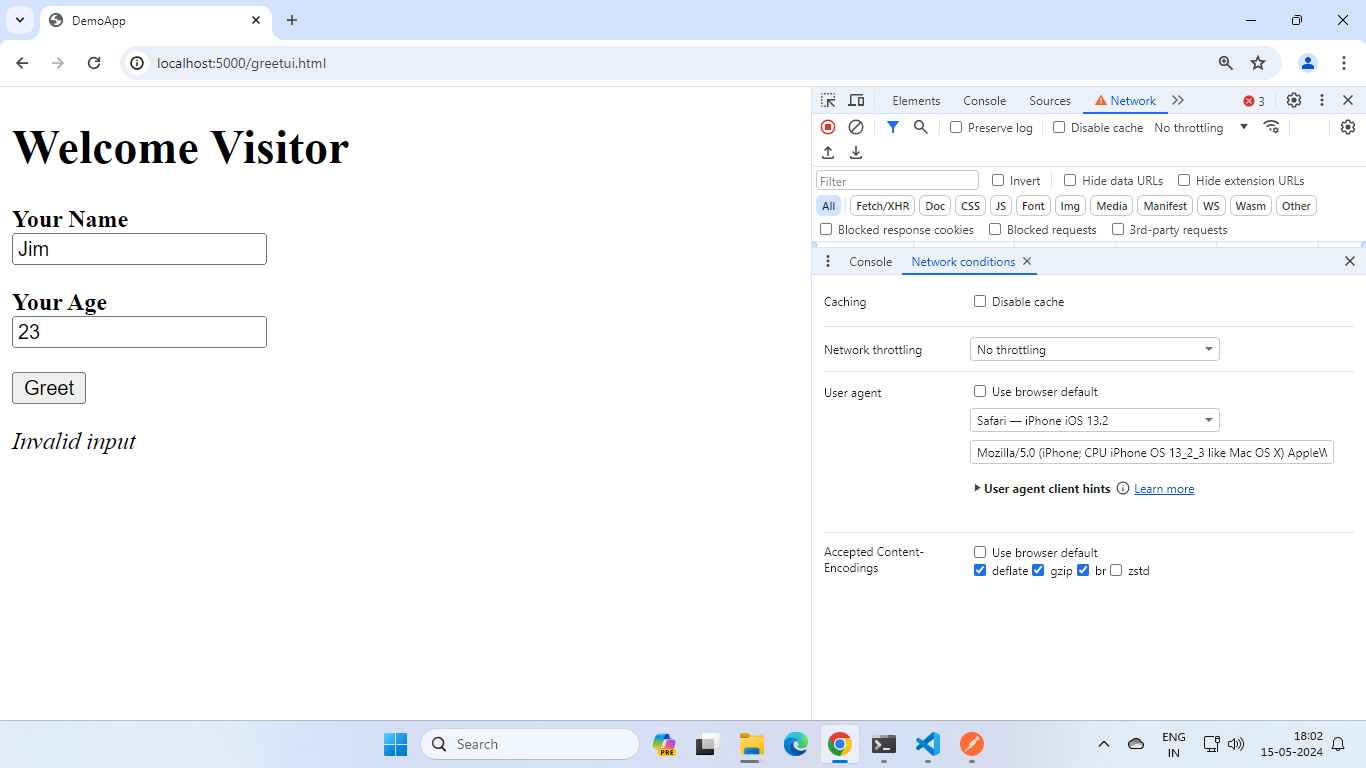 DemoApp
localhost:5000/greetui.html
Welcome Visitor
Your Name
Jim
Your Age
23
Greet
Invalid input
Elements Console Sources Network 3
Preserve log Disable cache No throttling
Filter Invert Hide data URLs Hide extension URLs
All Fetch/XHR Doc CSS JS Font Img Media Manifest WS Wasm Other
Blocked response cookies Blocked requests 3rd-party requests
Console Network conditions
Caching Disable cache
Network throttling No throttling
User agent Use browser default
Safari — iPhone iOS 13.2
Mozilla/5.0 (iPhone; CPU iPhone OS 13_2_3 like Mac OS X) AppleW
User agent client hints Learn more
Accepted Content-
Encodings
Use browser default
deflate gzip br zstd
Search
PRE
ENG
IN
18:02
15-05-2024